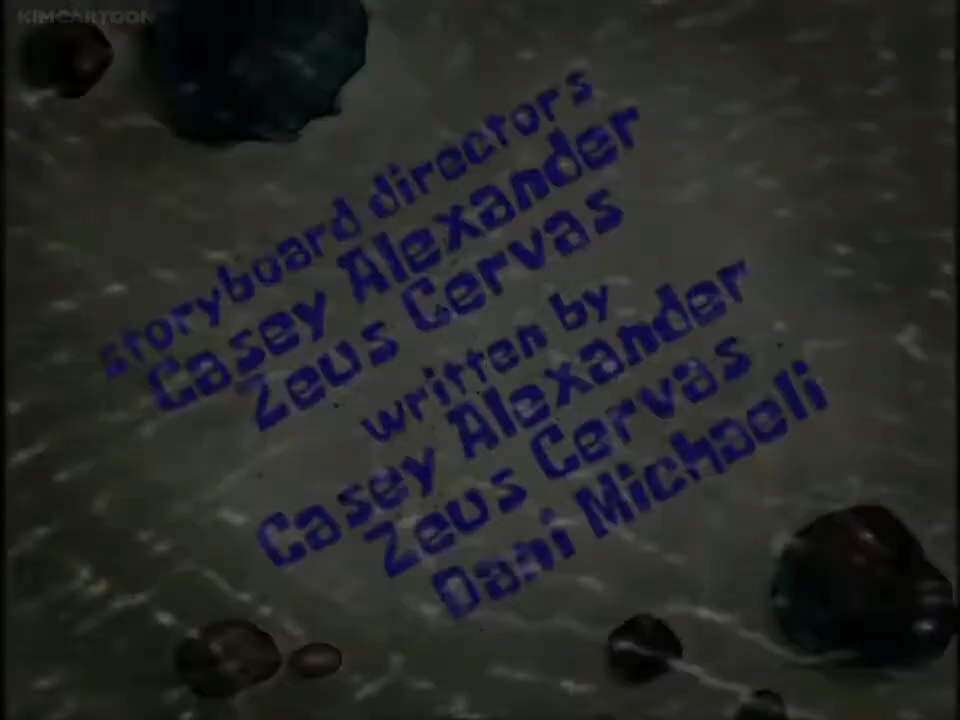 KIMCARTOON
storyboard directors
Casey Alexander
Zeus Cervas
written by
Casey Alexander
Zeus Cervas
Dani Michaeli